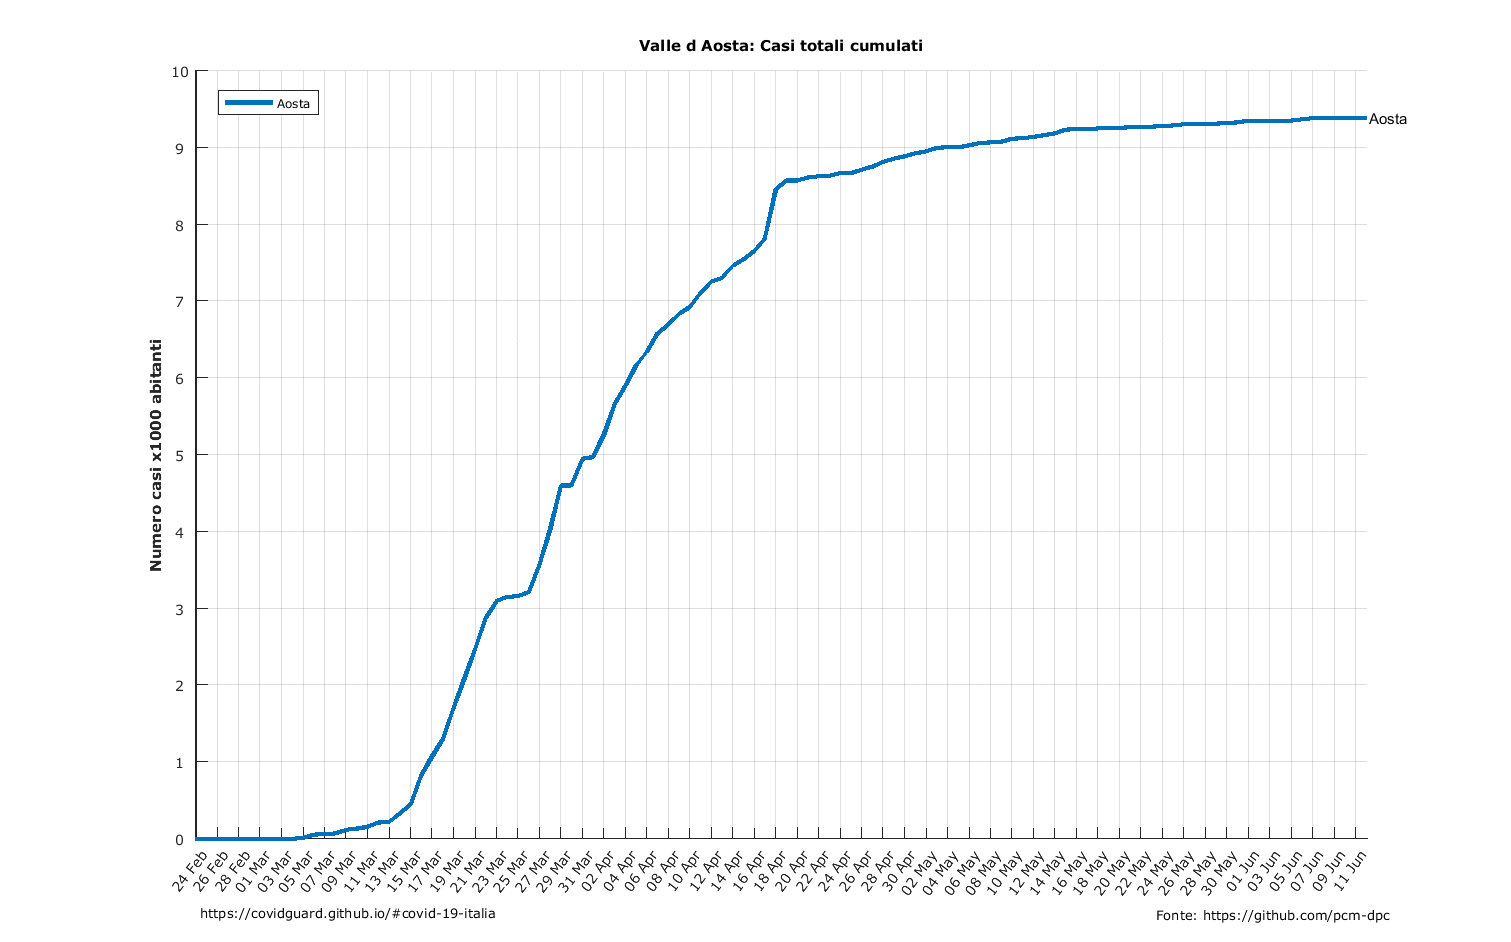 Valle d Aosta: Casi totali cumulati
Aosta
Aosta
Numero casi x1000 abitanti
10
9
8
7
6
5
4
3
2
1
0
24 Feb
26 Feb
28 Feb
01 Mar
03 Mar
05 Mar
07 Mar
09 Mar
11 Mar
13 Mar
15 Mar
17 Mar
19 Mar
21 Mar
23 Mar
25 Mar
27 Mar
29 Mar
31 Mar
02 Apr
04 Apr
06 Apr
08 Apr
10 Apr
12 Apr
14 Apr
16 Apr
18 Apr
20 Apr
22 Apr
24 Apr
26 Apr
28 Apr
30 Apr
02 May
04 May
06 May
08 May
10 May
12 May
14 May
16 May
18 May
20 May
22 May
24 May
26 May
28 May
30 May
01 Jun
03 Jun
05 Jun
07 Jun
09 Jun
11 Jun
https://covidguard.github.io/#covid-19-italia
Fonte: https://github.com/pcm-dpc